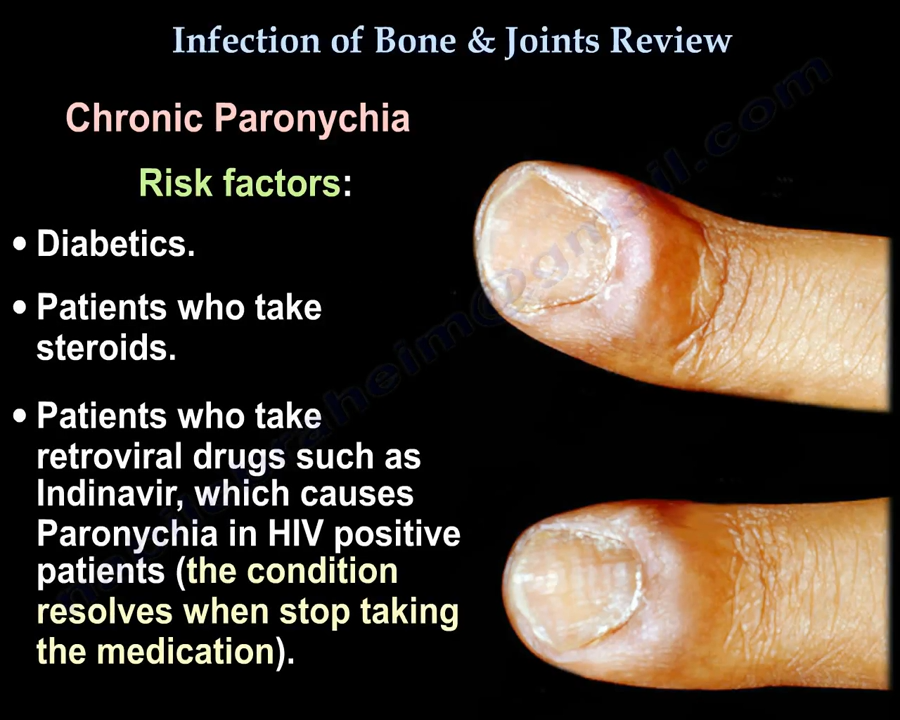 Infection of Bone & Joints Review
Chronic Paronychia
Risk factors:
• Diabetics.
• Patients who take
steroids.
• Patients who take
retroviral drugs such as
Indinavir, which causes
Paronychia in HIV positive
patients (the condition
resolves when stop taking
the medication).